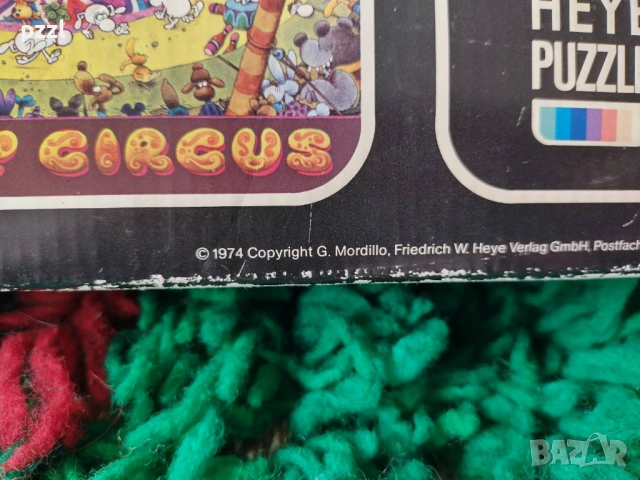 pzzl
HEYE
PUZZLE
CIRCUS
© 1974 Copyright G. Mordillo, Friedrich W. Heye Verlag GmbH, Postfach
BAZAR